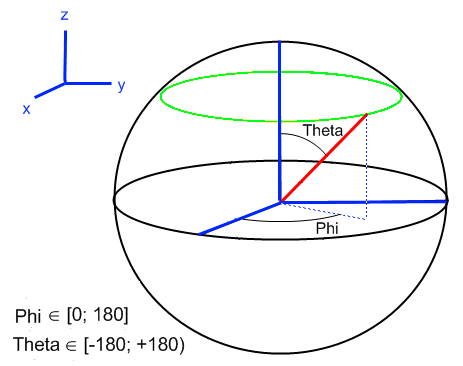 z
y
x
Theta
Phi
Phi ∈ [0; 180]
Theta ∈ [-180; +180)